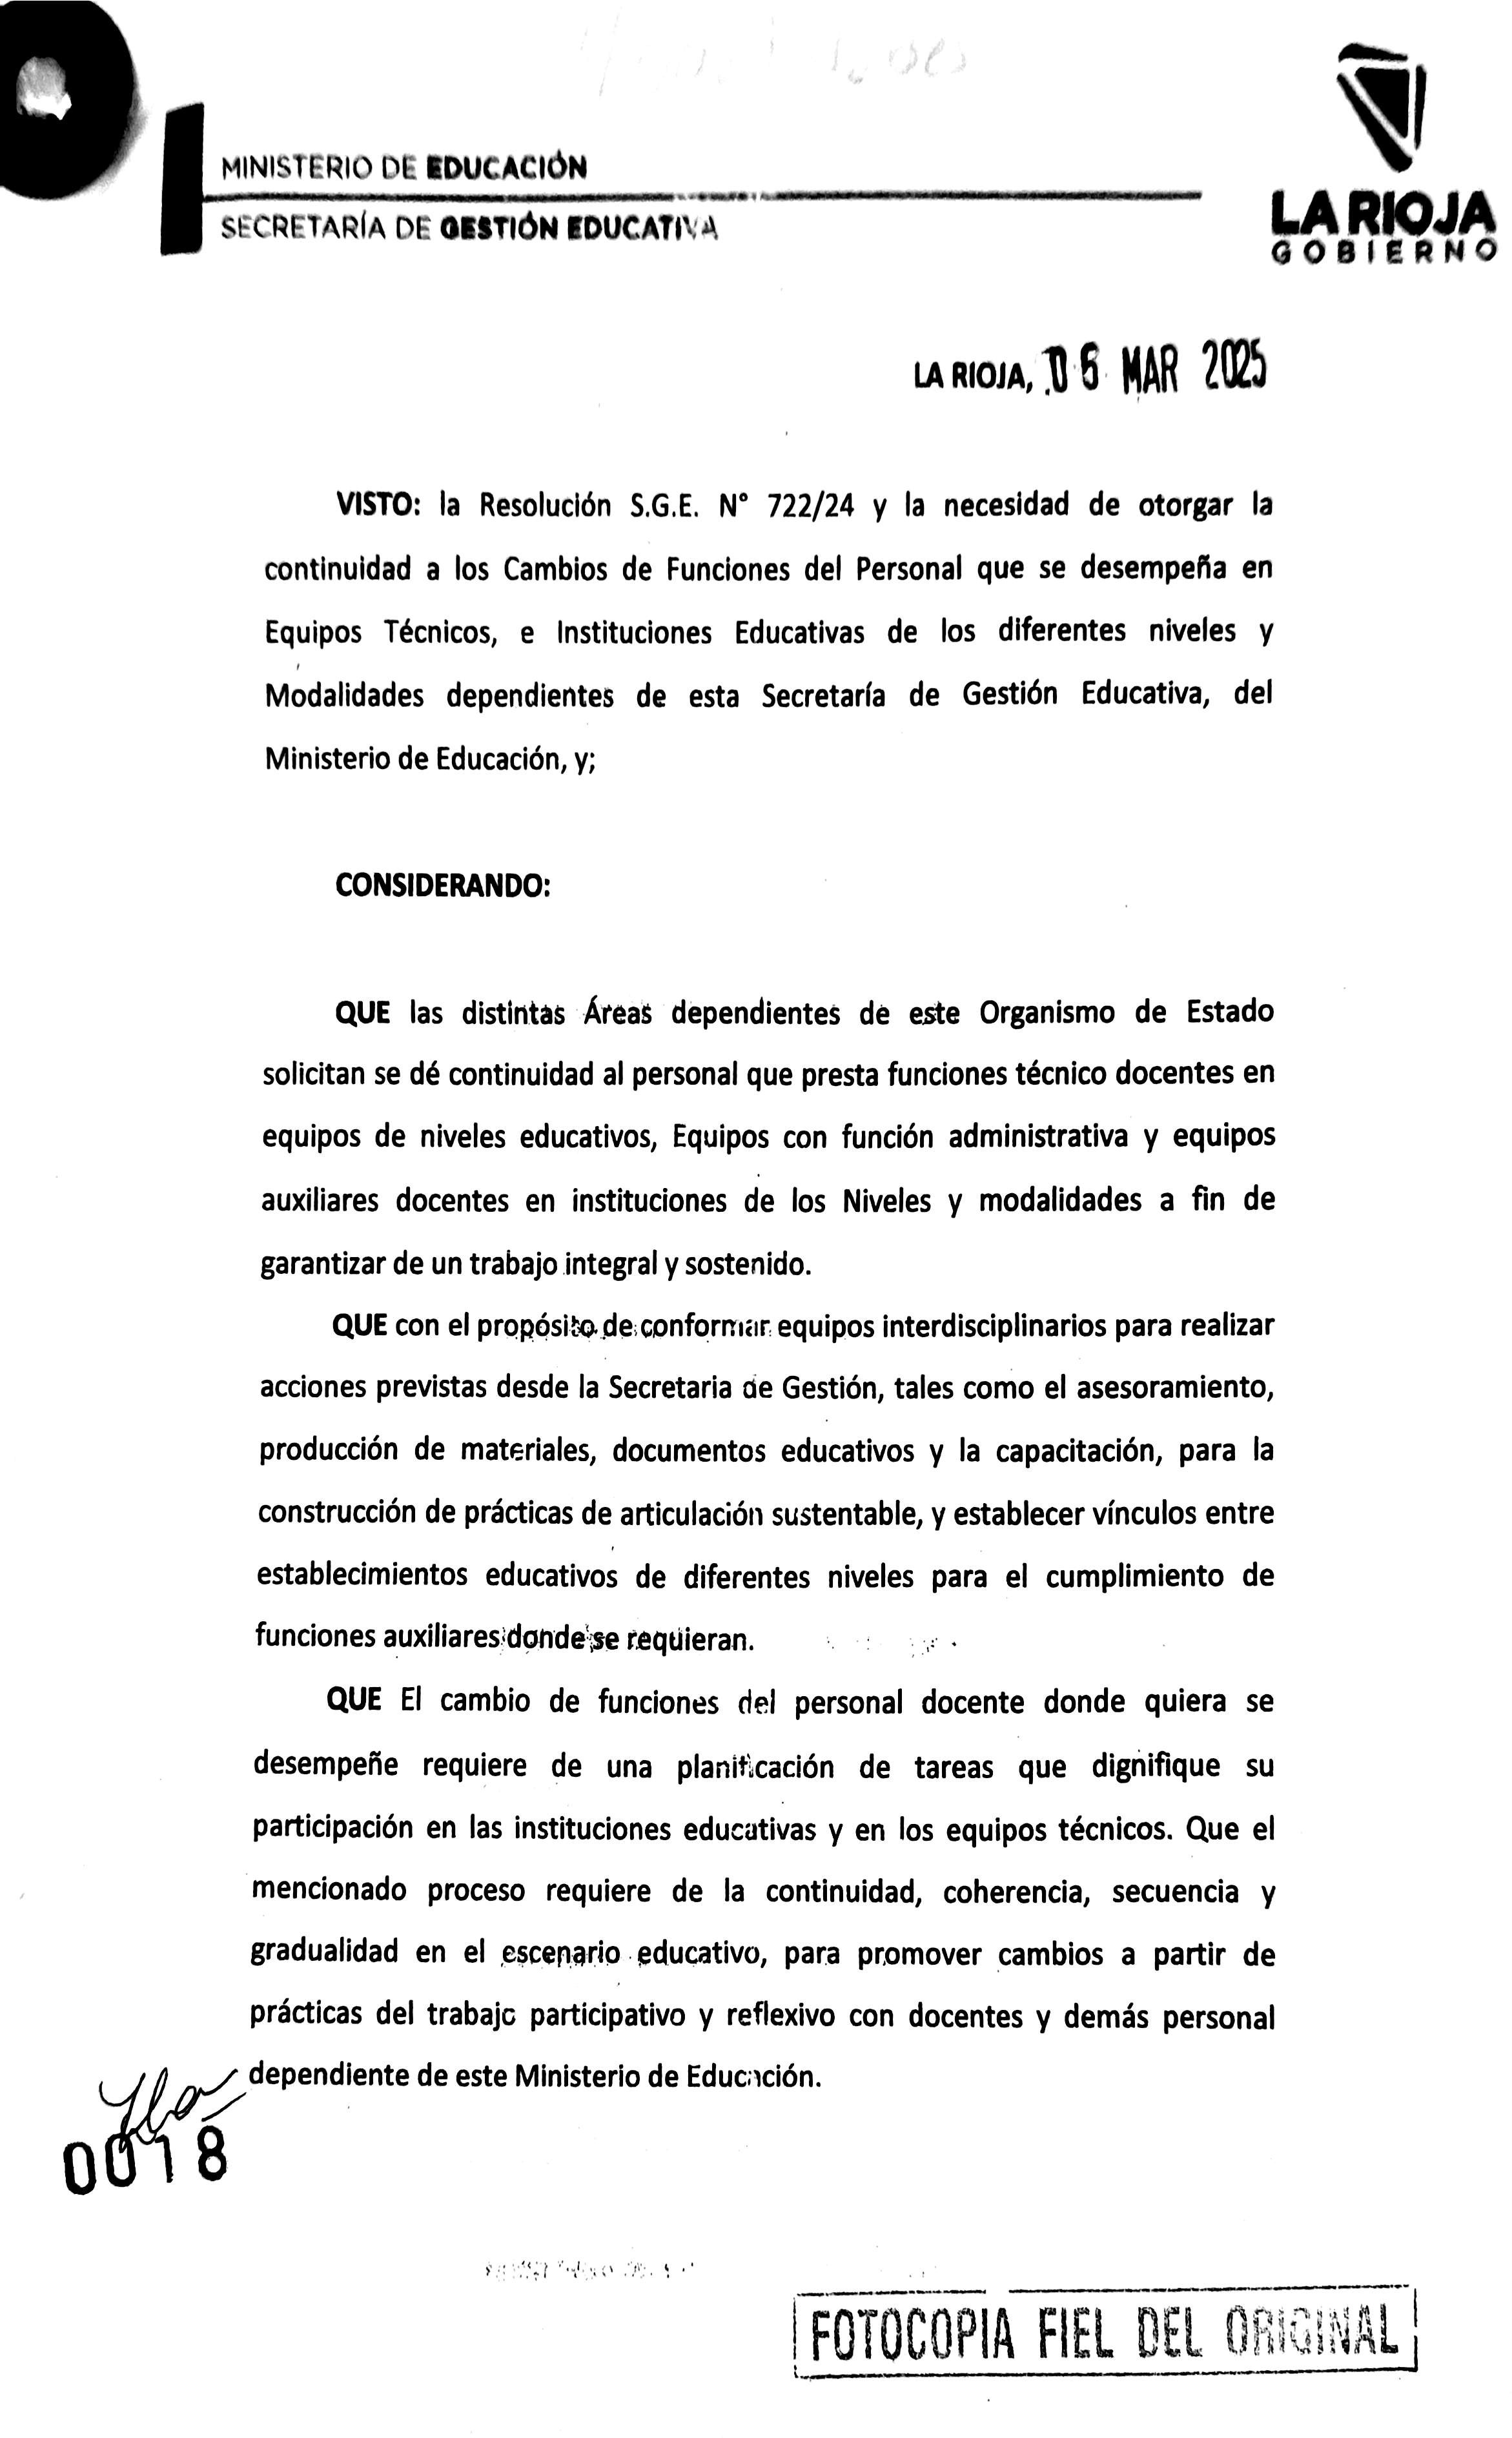 MINISTERIO DE EDUCACIÓN
SECRETARÍA DE GESTIÓN EDUCATIVA
LA RIOJA
GOBIERNO
LA RIOJA, 06 MAR 2025
VISTO: la Resolución S.G.E. N° 722/24 y la necesidad de otorgar la
continuidad a los Cambios de Funciones del Personal que se desempeña en
Equipos Técnicos, e Instituciones Educativas de los diferentes niveles y
Modalidades dependientes de esta Secretaría de Gestión Educativa, del
Ministerio de Educación, y;
CONSIDERANDO:
QUE las distintas Áreas dependientes de este Organismo de Estado
solicitan se dé continuidad al personal que presta funciones técnico docentes en
equipos de niveles educativos, Equipos con función administrativa y equipos
auxiliares docentes en instituciones de los Niveles y modalidades a fin de
garantizar de un trabajo integral y sostenido.
QUE con el propósito de conformar equipos interdisciplinarios para realizar
acciones previstas desde la Secretaria de Gestión, tales como el asesoramiento,
producción de materiales, documentos educativos y la capacitación, para la
construcción de prácticas de articulación sustentable, y establecer vínculos entre
establecimientos educativos de diferentes niveles para el cumplimiento de
funciones auxiliares donde se requieran.
QUE El cambio de funciones del personal docente donde quiera se
desempeñe requiere de una planificación de tareas que dignifique su
participación en las instituciones educativas y en los equipos técnicos. Que el
mencionado proceso requiere de la continuidad, coherencia, secuencia y
gradualidad en el escenario educativo, para promover cambios a partir de
prácticas del trabajo participativo y reflexivo con docentes y demás personal
dependiente de este Ministerio de Educación.
0018
FOTOCOPIA FIEL DEL ORIGINAL